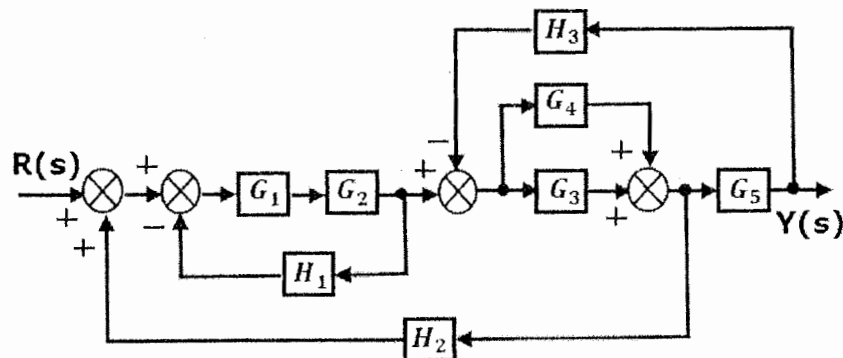 H₃
G₄
R(s)
+
+
+
−
G₁
G₂
+
−
G₃
+
+
G₅
Y(s)
+
−
H₁
H₂